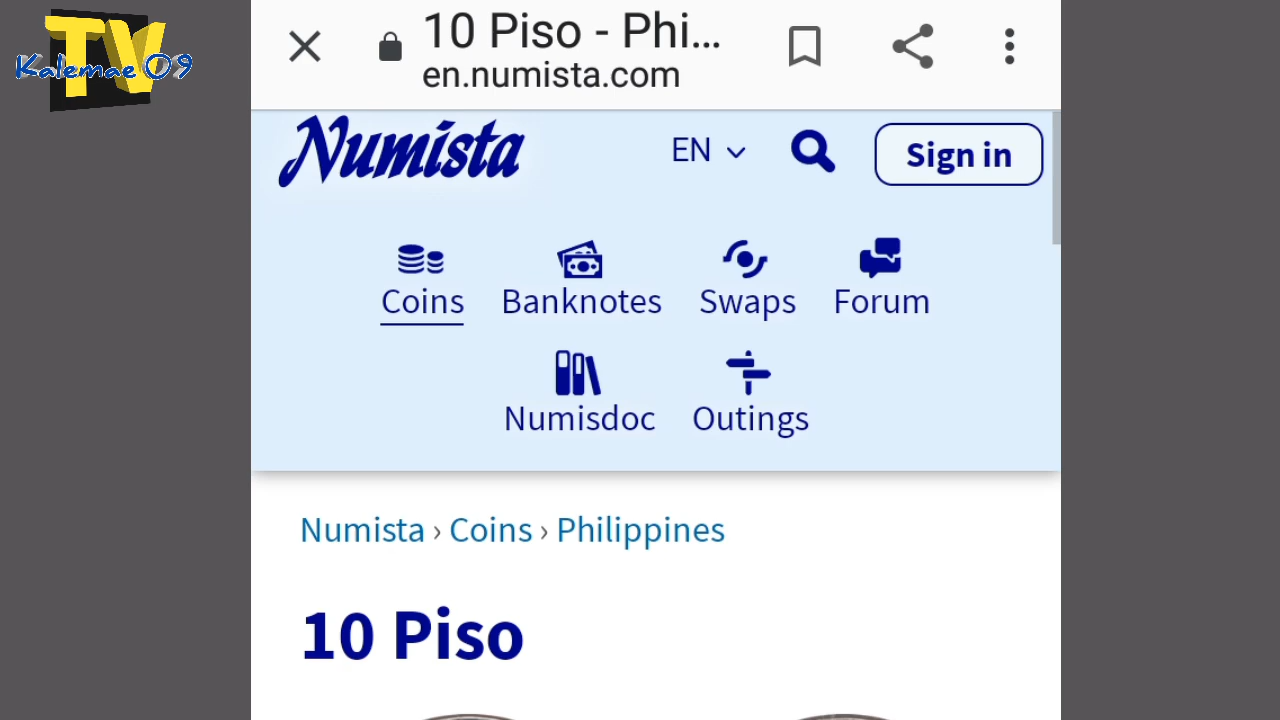 TV
Kalemae 09
10 Piso - Phi...
en.numista.com
Numista
EN
Sign in
Coins
Banknotes
Swaps
Forum
Numisdoc
Outings
Numista › Coins › Philippines
10 Piso